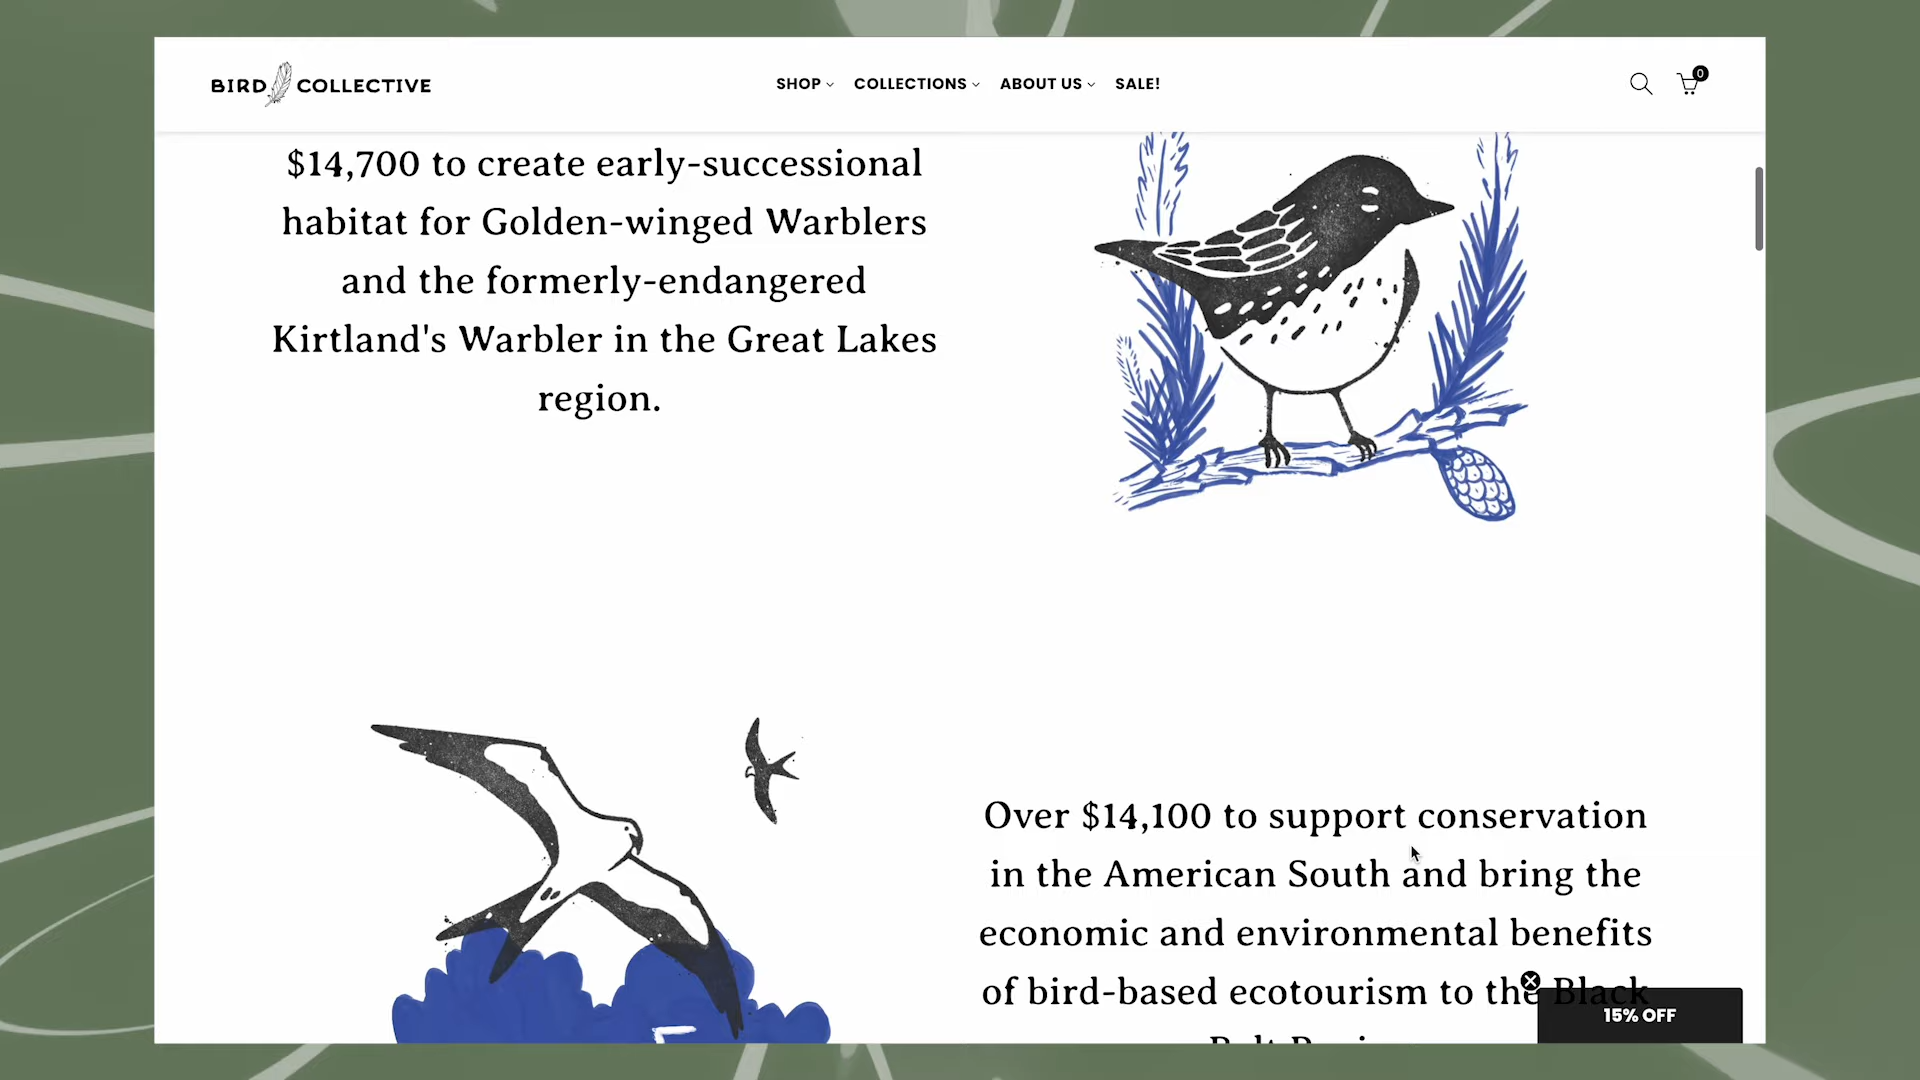 BIRD COLLECTIVE
SHOP
COLLECTIONS
ABOUT US
SALE!
0
$14,700 to create early-successional
habitat for Golden-winged Warblers
and the formerly-endangered
Kirtland's Warbler in the Great Lakes
region.
Over $14,100 to support conservation
in the American South and bring the
economic and environmental benefits
of bird-based ecotourism to the Black
15% OFF